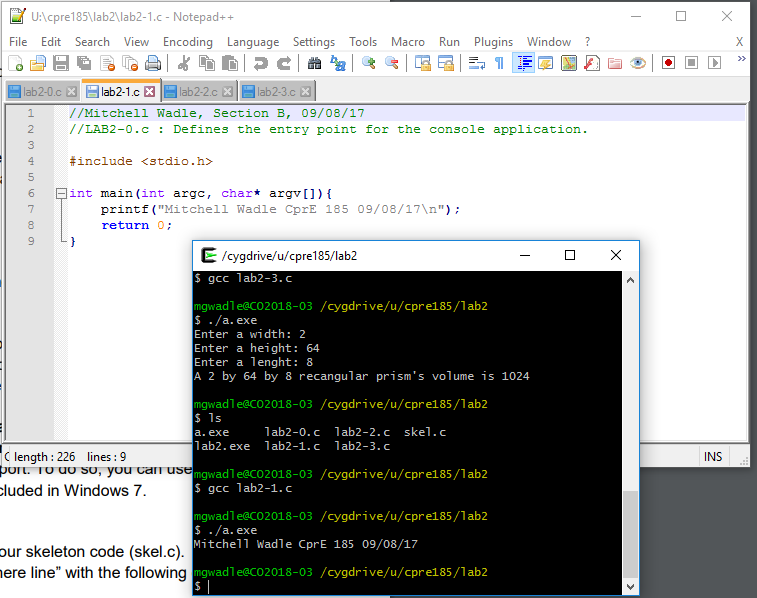 U:\cpre185\lab2\lab2-1.c - Notepad++
File Edit Search View Encoding Language Settings Tools Macro Run Plugins Window ? X
lab2-0.c lab2-1.c lab2-2.c lab2-3.c
1 //Mitchell Wadle, Section B, 09/08/17
2 //LAB2-0.c : Defines the entry point for the console application.
3
4 #include <stdio.h>
5
6 int main(int argc, char* argv[]){
7 printf("Mitchell Wadle CprE 185 09/08/17\n");
8 return 0;
9 }
/cygdrive/u/cpre185/lab2
$ gcc lab2-3.c
mgwadle@CO2018-03 /cygdrive/u/cpre185/lab2
$ ./a.exe
Enter a width: 2
Enter a height: 64
Enter a lenght: 8
A 2 by 64 by 8 recangular prism's volume is 1024
mgwadle@CO2018-03 /cygdrive/u/cpre185/lab2
$ ls
a.exe lab2-0.c lab2-2.c skel.c
lab2.exe lab2-1.c lab2-3.c
mgwadle@CO2018-03 /cygdrive/u/cpre185/lab2
$ gcc lab2-1.c
mgwadle@CO2018-03 /cygdrive/u/cpre185/lab2
$ ./a.exe
Mitchell Wadle CprE 185 09/08/17
mgwadle@CO2018-03 /cygdrive/u/cpre185/lab2
$
C length : 226 lines : 9 INS
port. To do so, you can use
cluded in Windows 7.
our skeleton code (skel.c).
here line” with the following